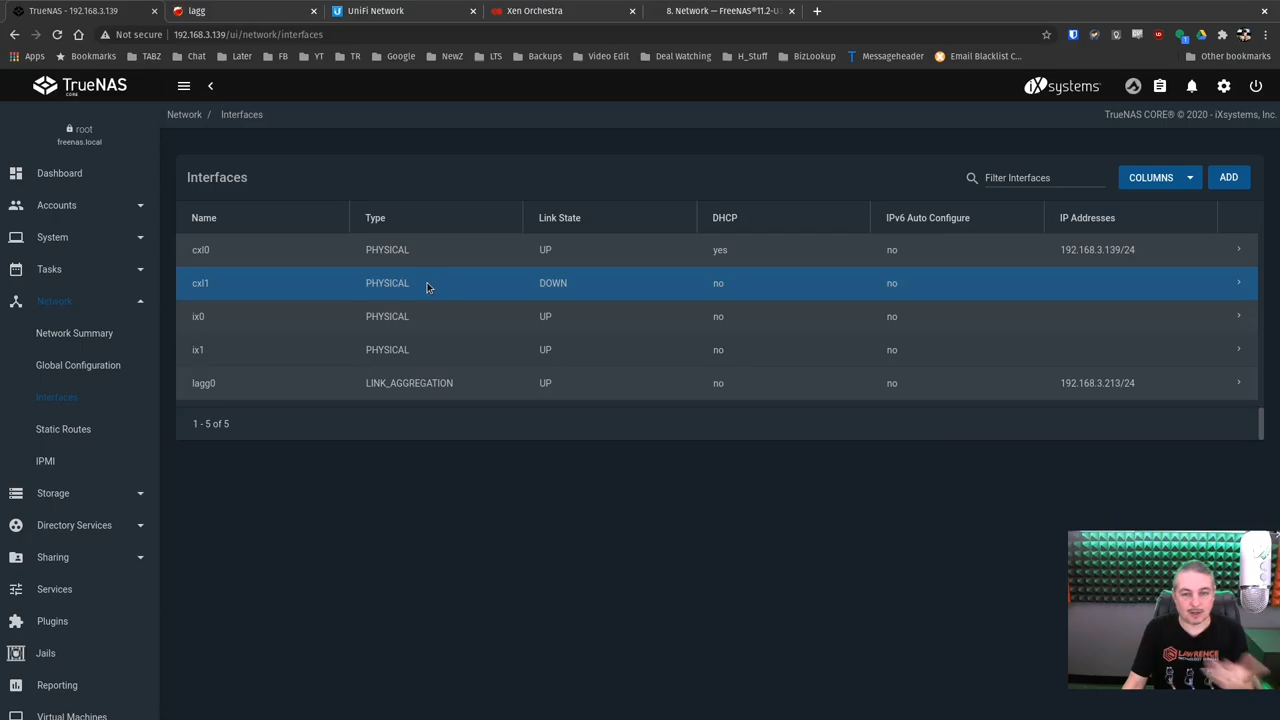 TrueNAS - 192.168.3.139
lagg
UniFi Network
Xen Orchestra
8. Network — FreeNAS®11.2-U
Not secure
192.168.3.139/ui/network/interfaces
Apps
Bookmarks
TABZ
Chat
Later
FB
YT
TR
Google
NewZ
LTS
Backups
Video Edit
Deal Watching
H_Stuff
BizLookup
Messageheader
Email Blacklist C...
Other bookmarks
TrueNAS
CORE
iXsystems
root
freenas.local
Network / Interfaces
TrueNAS CORE® © 2020 - iXsystems, Inc.
Dashboard
Accounts
System
Tasks
Network
Network Summary
Global Configuration
Interfaces
Static Routes
IPMI
Storage
Directory Services
Sharing
Services
Plugins
Jails
Reporting
Virtual Machines
Interfaces
Filter Interfaces
COLUMNS
ADD
Name Type Link State DHCP IPv6 Auto Configure IP Addresses
cxl0 PHYSICAL UP yes no 192.168.3.139/24
cxl1 PHYSICAL DOWN no no
ix0 PHYSICAL UP no no
ix1 PHYSICAL UP no no
lagg0 LINK_AGGREGATION UP no no 192.168.3.213/24
1 - 5 of 5
LAWRENCE